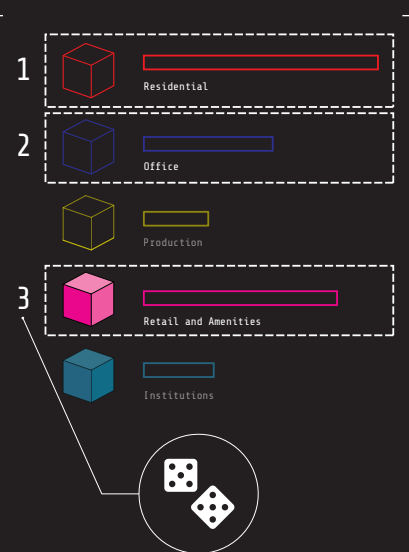 1
Residential
2
Office
Production
3
Retail and Amenities
Institutions